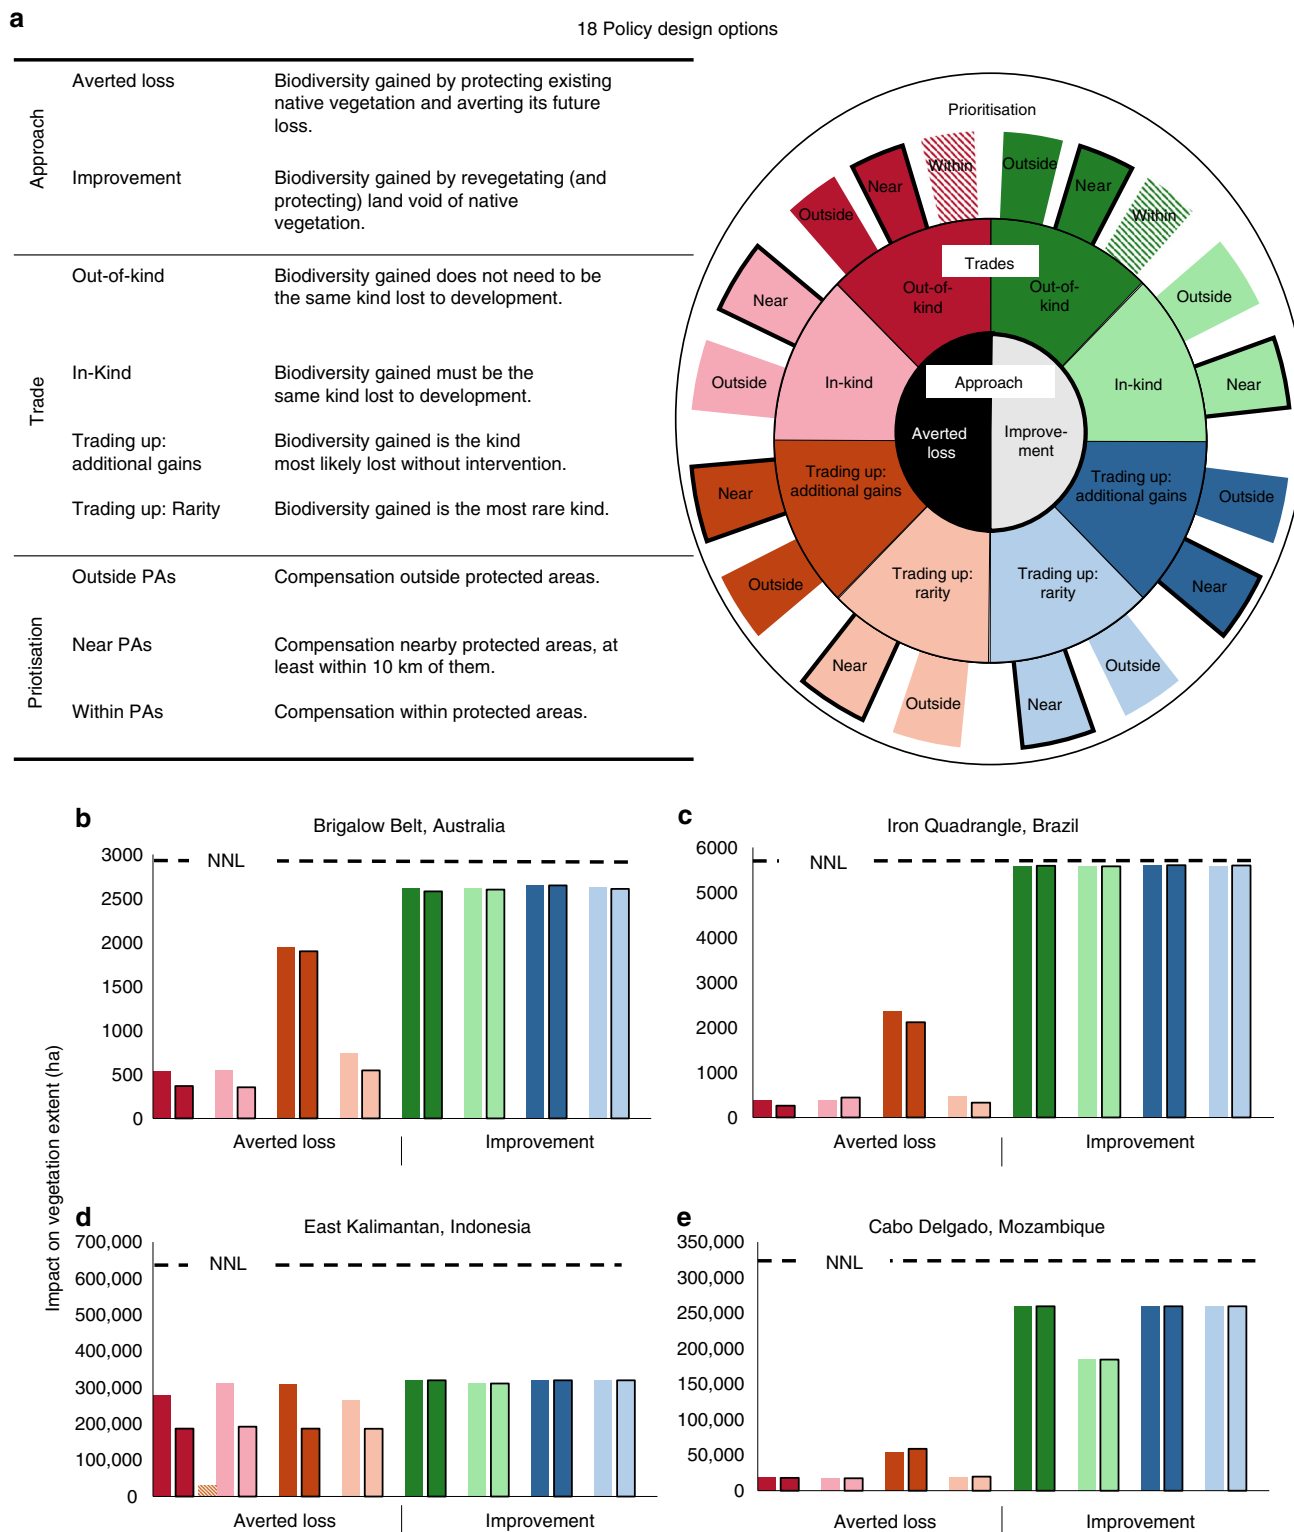 a
18 Policy design options
Approach
Averted loss
Biodiversity gained by protecting existing
native vegetation and averting its future
loss.
Improvement
Biodiversity gained by revegetating (and
protecting) land void of native
vegetation.
Trade
Out-of-kind
Biodiversity gained does not need to be
the same kind lost to development.
In-Kind
Biodiversity gained must be the
same kind lost to development.
Trading up:
additional gains
Biodiversity gained is the kind
most likely lost without intervention.
Trading up: Rarity
Biodiversity gained is the most rare kind.
Priotisation
Outside PAs
Compensation outside protected areas.
Near PAs
Compensation nearby protected areas, at
least within 10 km of them.
Within PAs
Compensation within protected areas.
Prioritisation
Within
Outside
Near
Near
Within
Outside
Outside
Near
Near
Outside
Outside
Near
Near
Outside
Outside
Near
Near
Outside
Trades
Out-of-
kind
Out-of-
kind
In-kind
In-kind
Approach
Averted
loss
Improve-
ment
Trading up:
additional gains
Trading up:
additional gains
Trading up:
rarity
Trading up:
rarity
Impact on vegetation extent (ha)
b
Brigalow Belt, Australia
3000
2500
2000
1500
1000
500
0
NNL
Averted loss
Improvement
c
Iron Quadrangle, Brazil
6000
5000
4000
3000
2000
1000
0
NNL
Averted loss
Improvement
d
East Kalimantan, Indonesia
700,000
600,000
500,000
400,000
300,000
200,000
100,000
0
NNL
Averted loss
Improvement
e
Cabo Delgado, Mozambique
350,000
300,000
250,000
200,000
150,000
100,000
50,000
0
NNL
Averted loss
Improvement